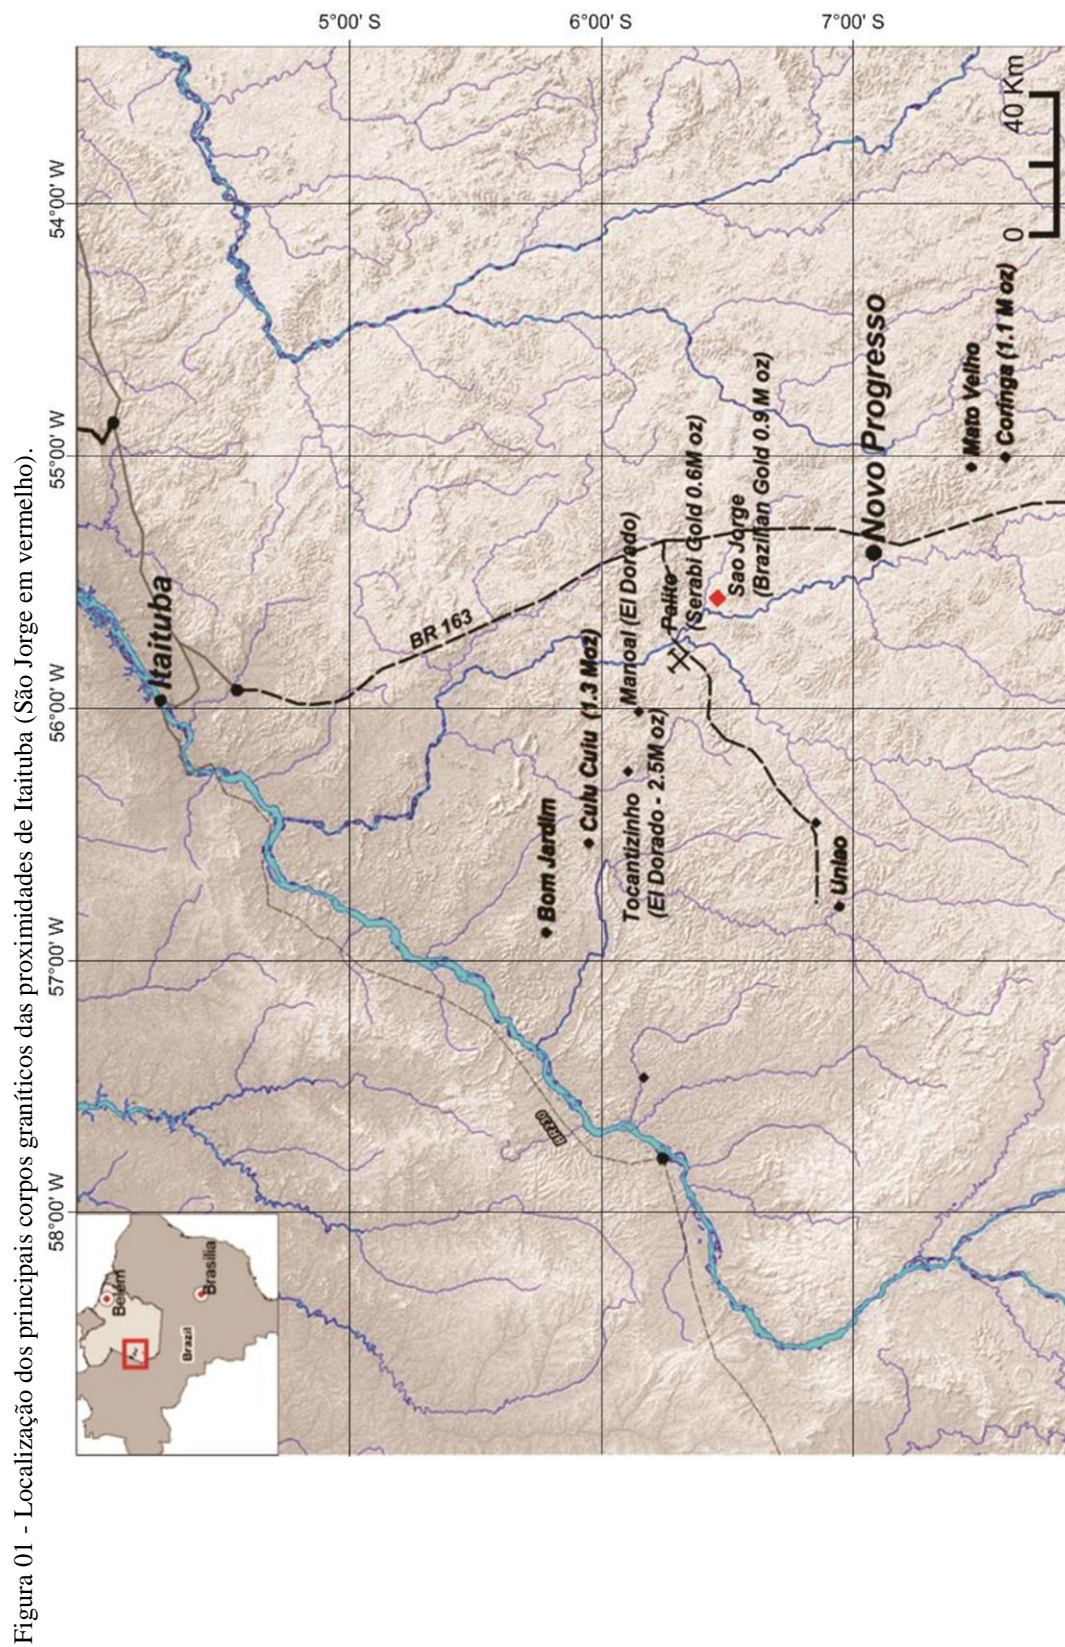 Figura 01 - Localização dos principais corpos graníticos das proximidades de Itaituba (São Jorge em vermelho).
58°00' W
57°00' W
56°00' W
55°00' W
54°00' W
5°00' S
6°00' S
7°00' S
Belém
Brasilia
Brazil
Itaituba
BR 163
BR230
Bom Jardim
Cuiu Cuiu (1.3 Moz)
Tocantizinho
(El Dorado - 2.5M oz)
Mamoal (El Dorado)
Palito
(Serabi Gold 0.6M oz)
Sao Jorge
(Brazilian Gold 0.9 M oz)
Uniao
Novo Progresso
Mato Velho
Coringa (1.1 M oz)
0
40 Km